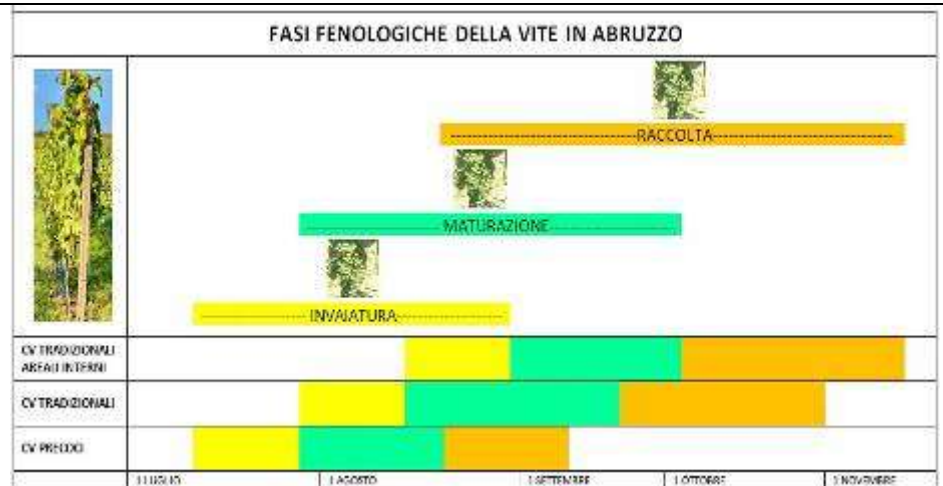 FASI FENOLOGICHE DELLA VITE IN ABRUZZO
RACCOLTA
MATURAZIONE
INVAIATURA
CV TRADIZIONALI
AREALI INTERNI
CV TRADIZIONALI
CV PRECOCI
1 LUGLIO 1 AGOSTO 1 SETTEMBRE 1 OTTOBRE 1 NOVEMBRE